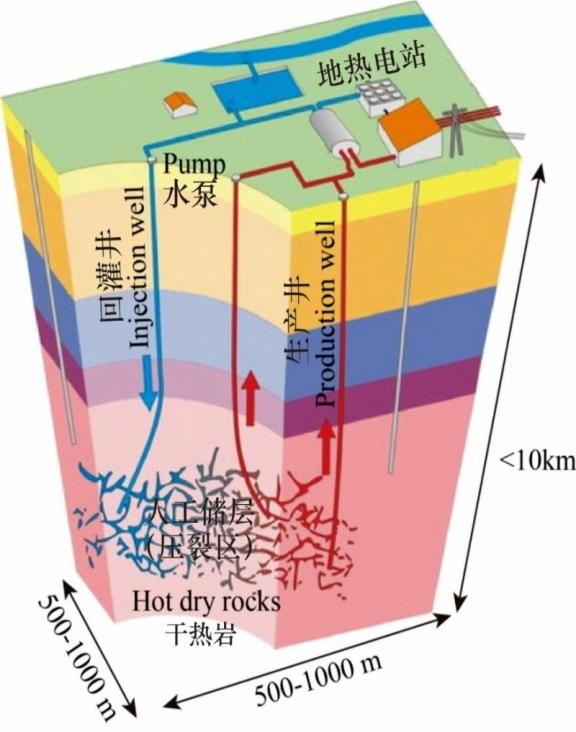 地热电站
Pump
水泵
回灌井
Injection well
生产井
Production well
<10km
人工储层
(压裂区)
Hot dry rocks
干热岩
500-1000 m
500-1000 m